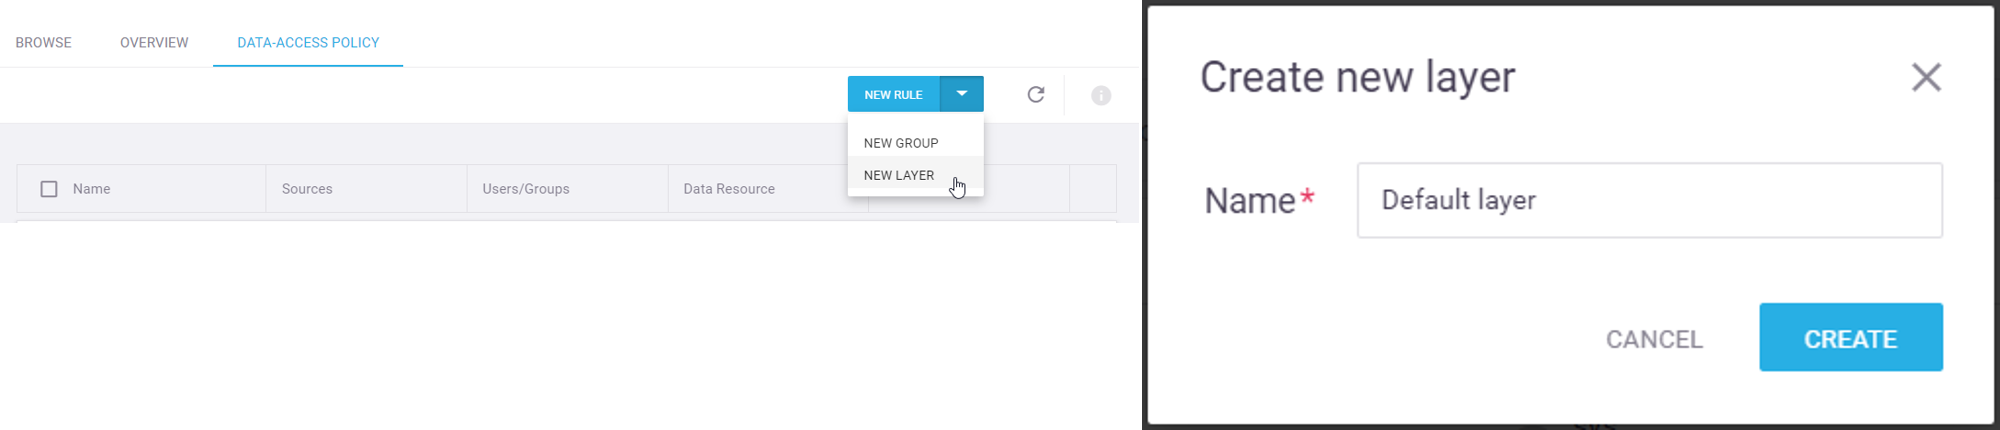 BROWSE OVERVIEW DATA-ACCESS POLICY
NEW RULE
NEW GROUP
NEW LAYER
Name Sources Users/Groups Data Resource
Create new layer
Name* Default layer
CANCEL CREATE